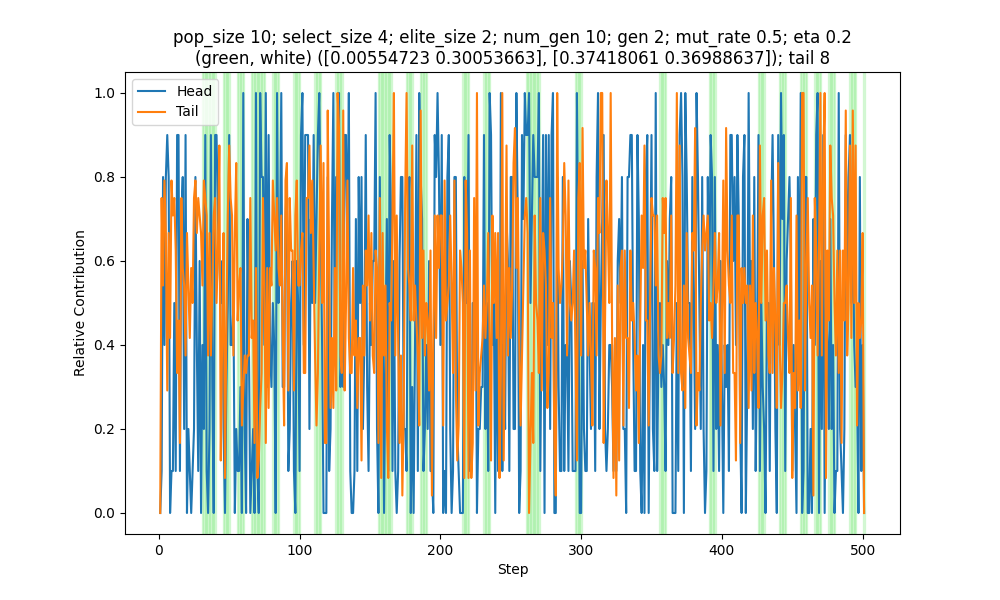 pop_size 10; select_size 4; elite_size 2; num_gen 10; gen 2; mut_rate 0.5; eta 0.2
(green, white) ([0.00554723 0.30053663], [0.37418061 0.36988637]); tail 8
Head
Tail
Relative Contribution
1.0
0.8
0.6
0.4
0.2
0.0
0 100 200 300 400 500
Step